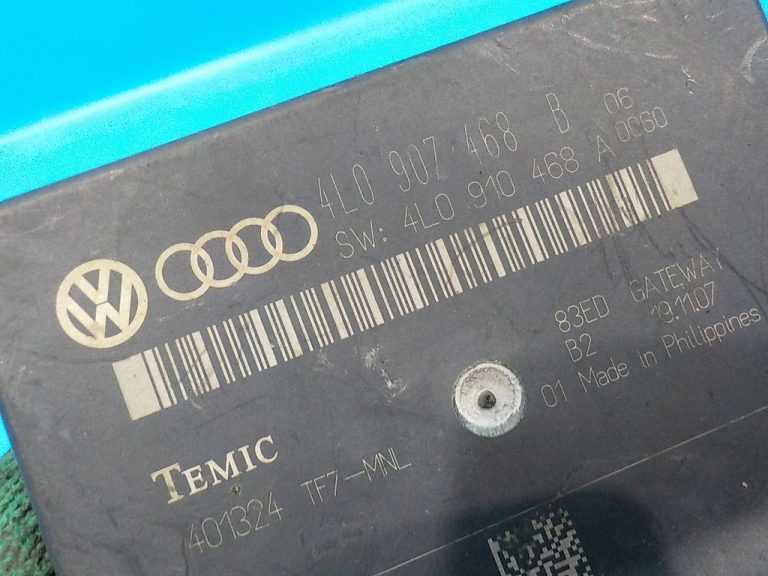 4L0 907 468 B 06
SW: 4L0 910 468 A 0060
VW
83ED GATEWAY
B2 19.11.07
01 Made in Philippines
TEMIC
401324 TF7-MNL